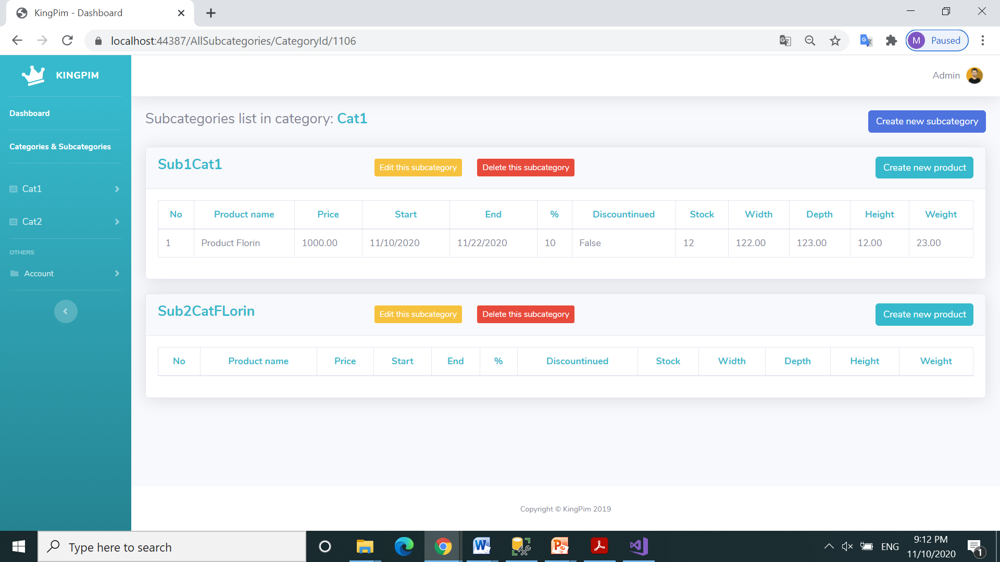 KingPim - Dashboard
localhost:44387/AllSubcategories/CategoryId/1106
M Paused
KINGPIM
Admin
Dashboard
Categories & Subcategories
Cat1
Cat2
OTHERS
Account
Subcategories list in category: Cat1
Create new subcategory
Sub1Cat1 Edit this subcategory Delete this subcategory Create new product
No Product name Price Start End % Discountinued Stock Width Depth Height Weight
1 Product Florin 1000.00 11/10/2020 11/22/2020 10 False 12 122.00 123.00 12.00 23.00
Sub2CatFLorin Edit this subcategory Delete this subcategory Create new product
No Product name Price Start End % Discountinued Stock Width Depth Height Weight
Copyright © KingPim 2019
Type here to search
ENG
9:12 PM
11/10/2020
1